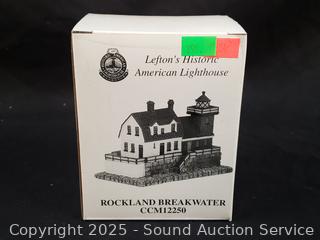 Lefton's Historic
American Lighthouse
ROCKLAND BREAKWATER
CCM12250
Copyright 2025 - Sound Auction Service